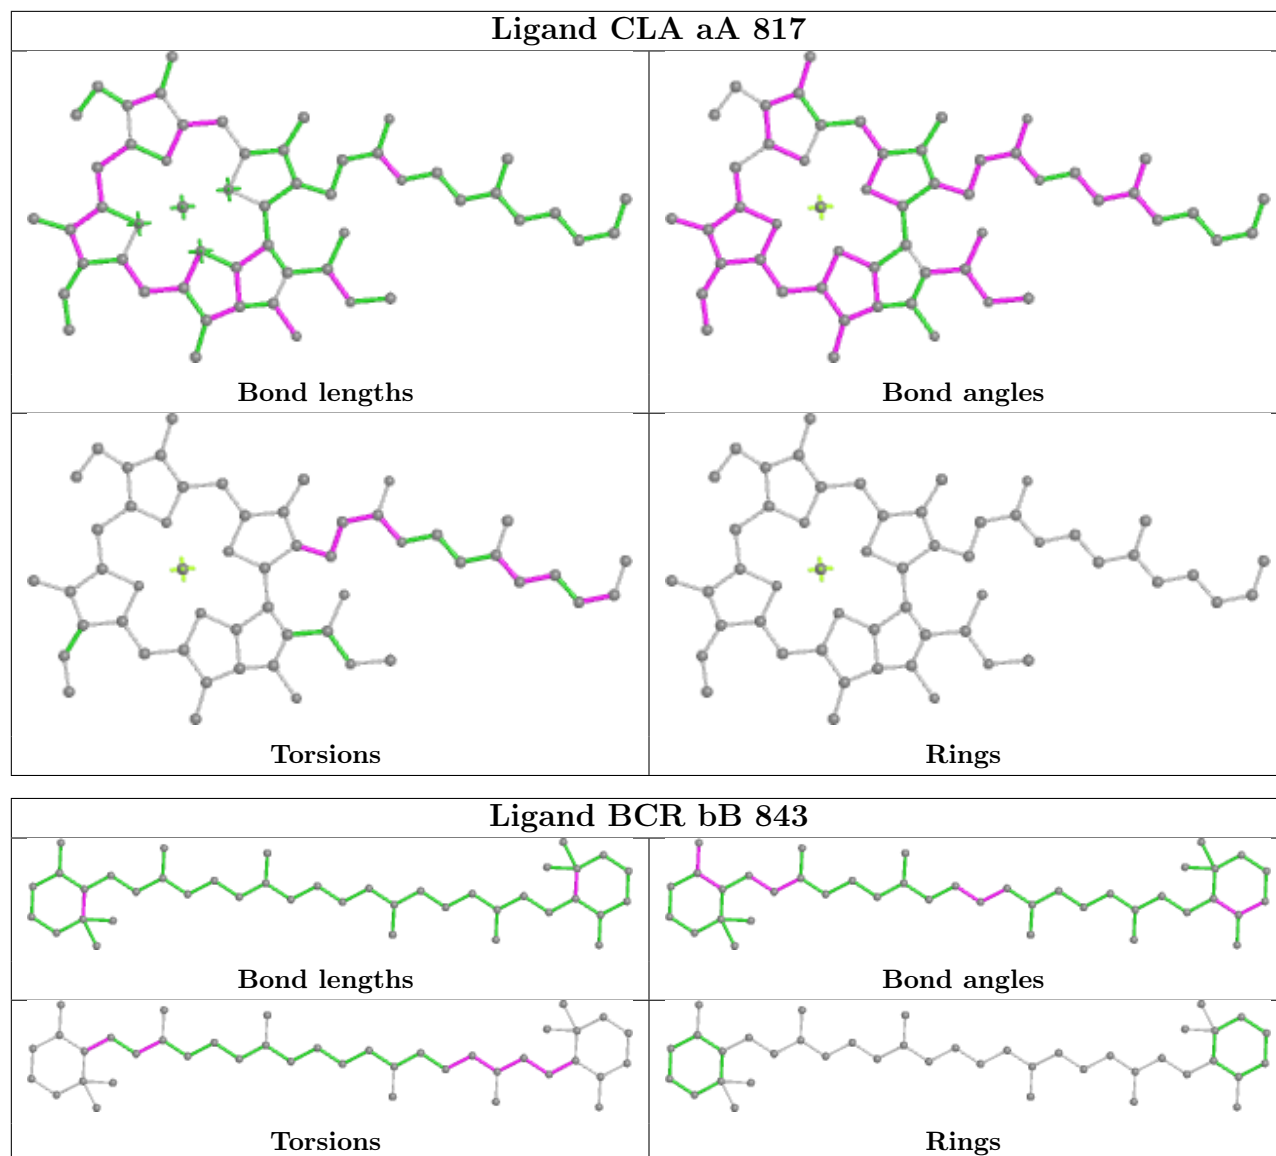 Ligand CLA aA 817
Bond lengths
Bond angles
Torsions
Rings
Ligand BCR bB 843
Bond lengths
Bond angles
Torsions
Rings